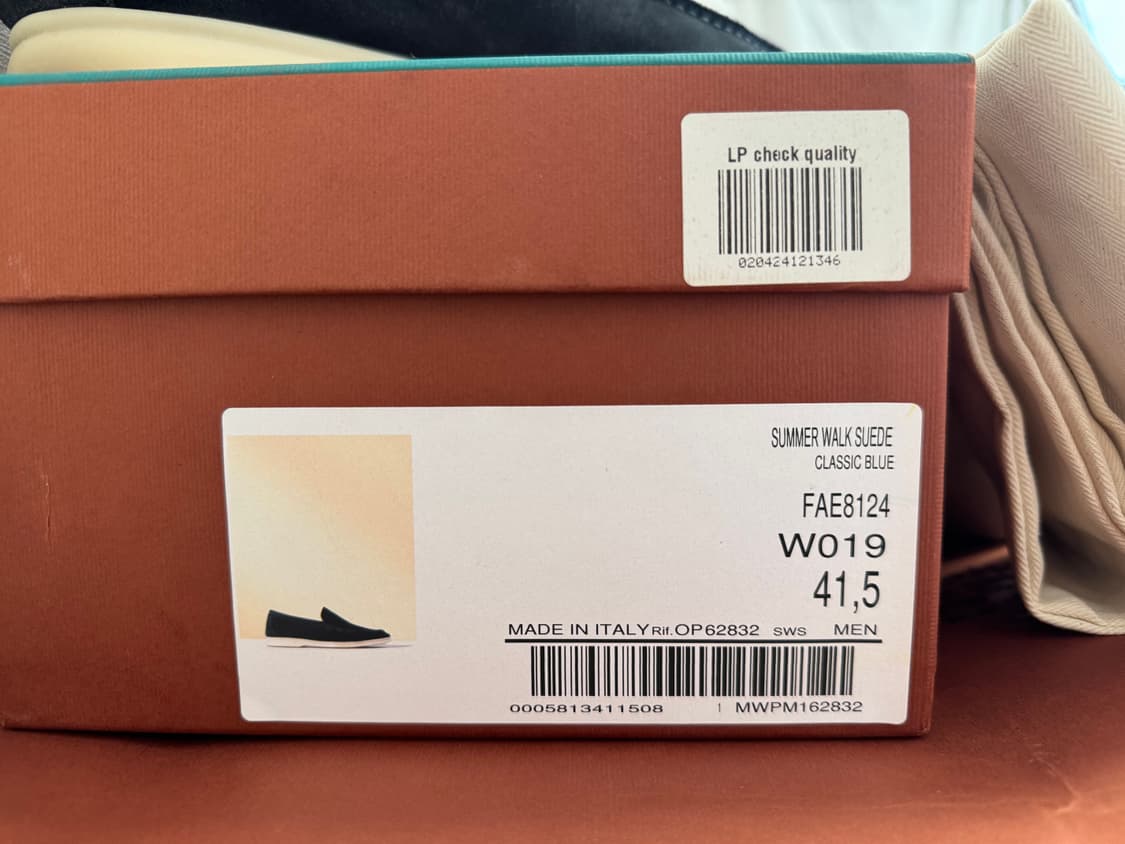 LP check quality
020424121346
SUMMER WALK SUEDE
CLASSIC BLUE
FAE8124
W019
41,5
MADE IN ITALY Rif. OP62832 SWS MEN
0005813411508 1 MWPM162832